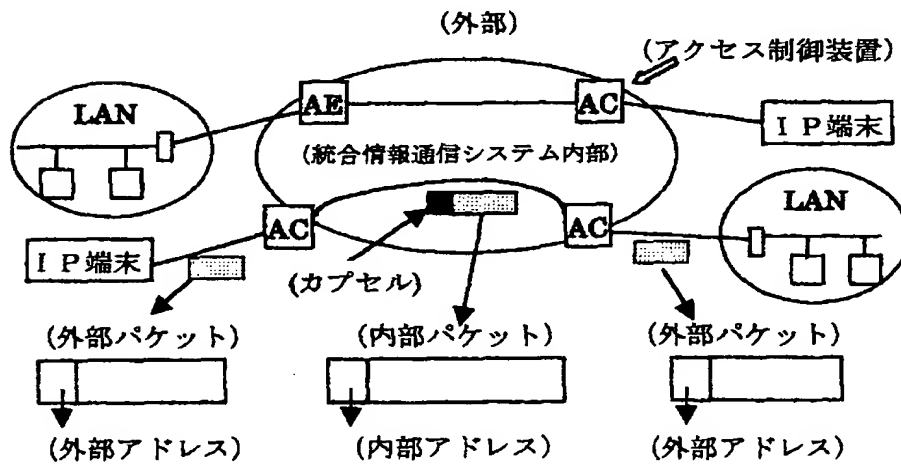 (外部)
(アクセス制御装置)
LAN
AE
AC
IP端末
(統合情報通信システム内部)
AC
AC
LAN
IP端末
(カプセル)
(外部パケット)
(内部パケット)
(外部パケット)
(外部アドレス)
(内部アドレス)
(外部アドレス)